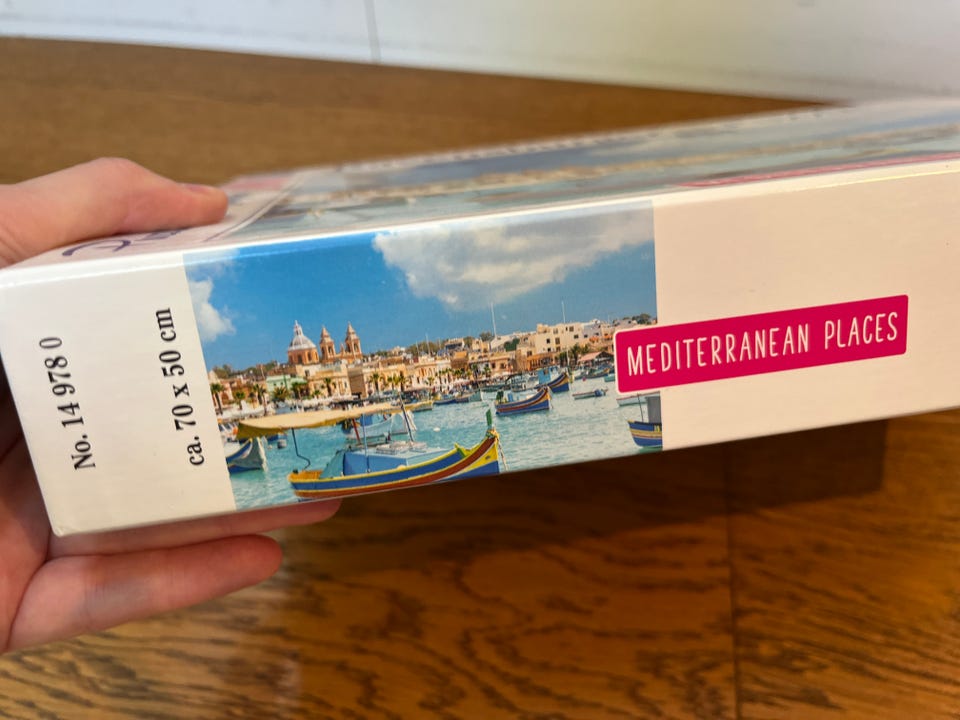 No. 14 978 0
ca. 70 x 50 cm
MEDITERRANEAN PLACES